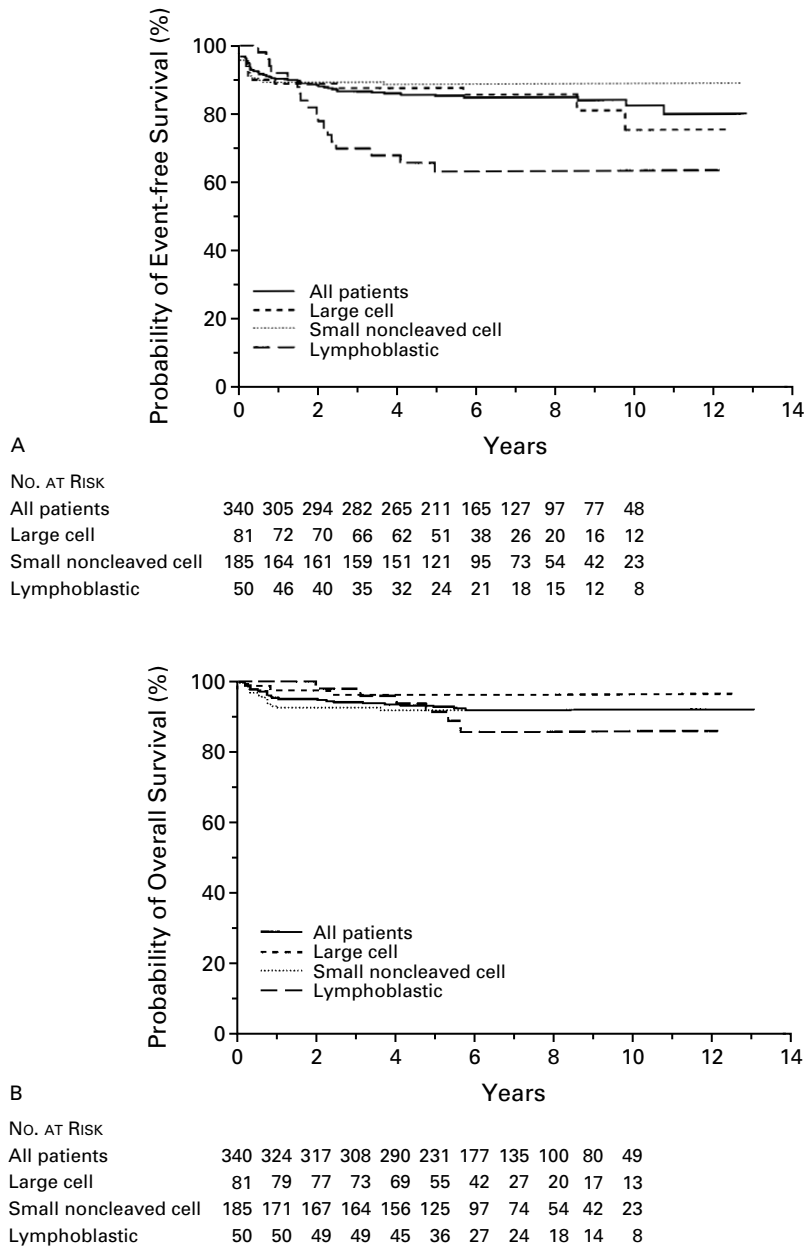 Probability of Event-free Survival (%)
100
80
60
40
20
0
All patients
Large cell
Small noncleaved cell
Lymphoblastic
0 2 4 6 8 10 12 14
A
Years
No. at Risk
All patients 340 305 294 282 265 211 165 127 97 77 48
Large cell 81 72 70 66 62 51 38 26 20 16 12
Small noncleaved cell 185 164 161 159 151 121 95 73 54 42 23
Lymphoblastic 50 46 40 35 32 24 21 18 15 12 8
Probability of Overall Survival (%)
100
80
60
40
20
0
All patients
Large cell
Small noncleaved cell
Lymphoblastic
0 2 4 6 8 10 12 14
B
Years
No. at Risk
All patients 340 324 317 308 290 231 177 135 100 80 49
Large cell 81 79 77 73 69 55 42 27 20 17 13
Small noncleaved cell 185 171 167 164 156 125 97 74 54 42 23
Lymphoblastic 50 50 49 49 45 36 27 24 18 14 8